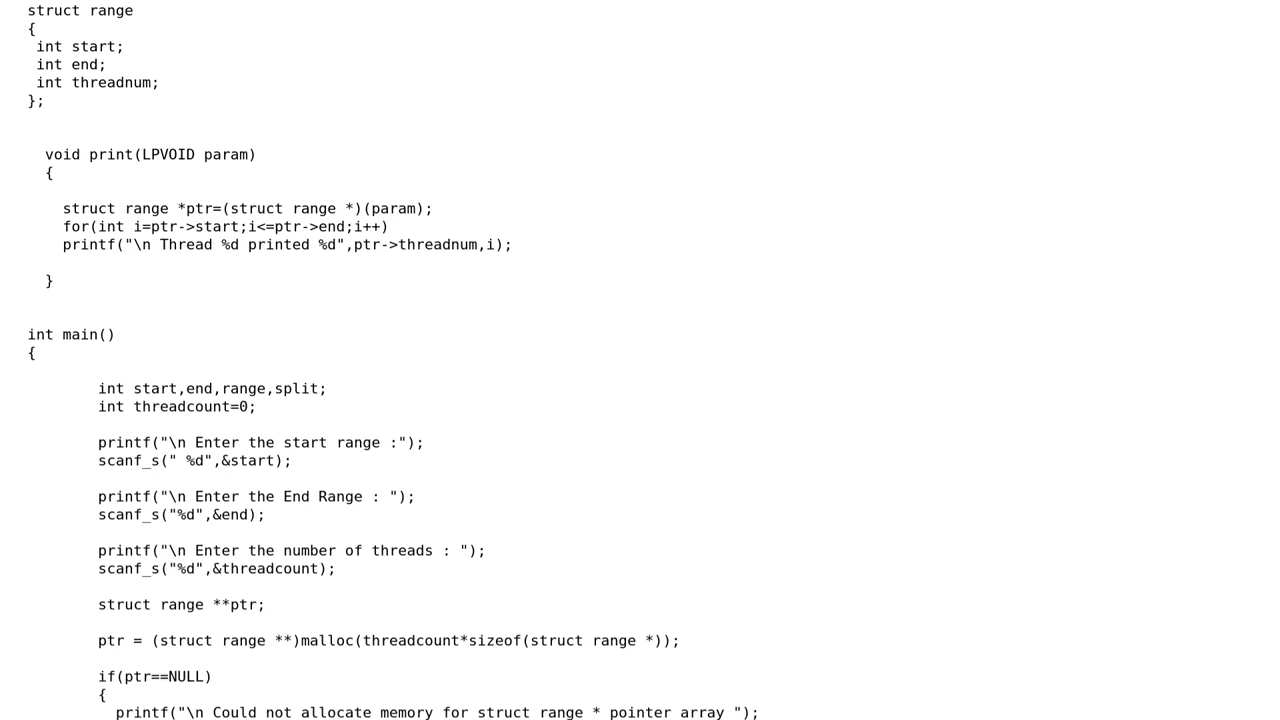 struct range
{
int start;
int end;
int threadnum;
};
void print(LPVOID param)
{
struct range *ptr=(struct range *)(param);
for(int i=ptr->start;i<=ptr->end;i++)
printf("\n Thread %d printed %d",ptr->threadnum,i);
}
int main()
{
int start,end,range,split;
int threadcount=0;
printf("\n Enter the start range :");
scanf_s(" %d",&start);
printf("\n Enter the End Range : ");
scanf_s("%d",&end);
printf("\n Enter the number of threads : ");
scanf_s("%d",&threadcount);
struct range **ptr;
ptr = (struct range **)malloc(threadcount*sizeof(struct range *));
if(ptr==NULL)
{
printf("\n Could not allocate memory for struct range * pointer array ");